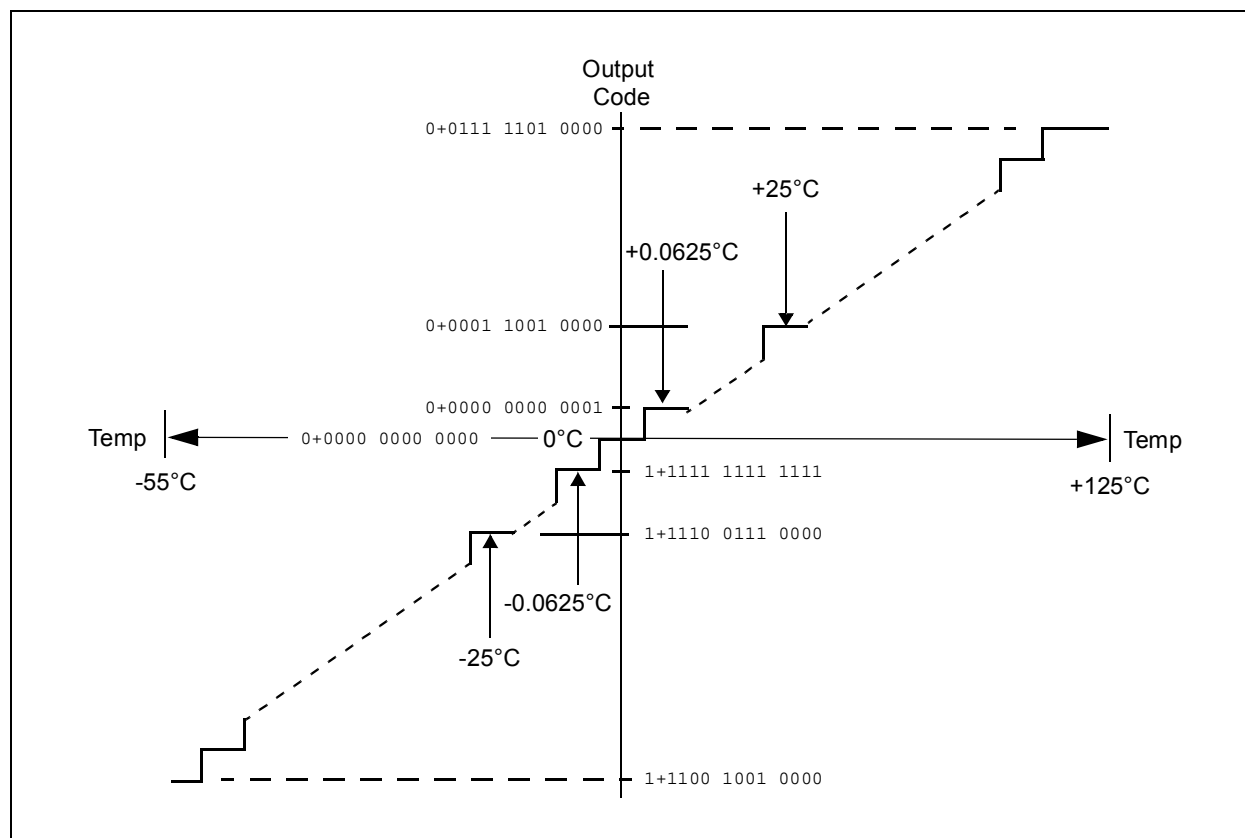 Output
Code
0+0111 1101 0000
+25°C
+0.0625°C
0+0001 1001 0000
0+0000 0000 0001
Temp
0+0000 0000 0000
0°C
Temp
-55°C
1+1111 1111 1111
+125°C
1+1110 0111 0000
-0.0625°C
-25°C
1+1100 1001 0000